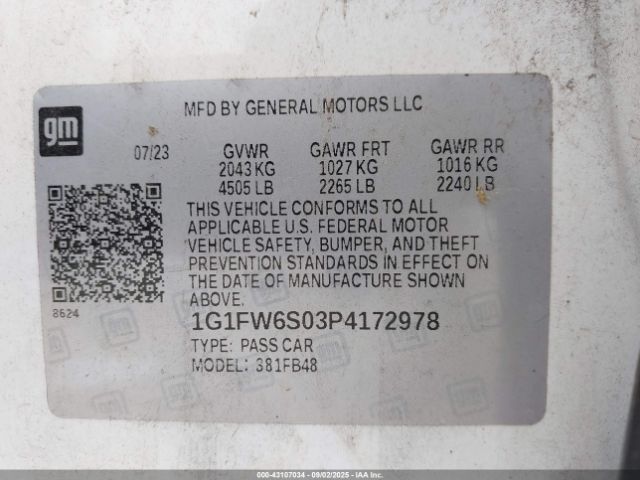 gm
MFD BY GENERAL MOTORS LLC
07/23 GVWR GAWR FRT GAWR RR
2043 KG 1027 KG 1016 KG
4505 LB 2265 LB 2240 LB
THIS VEHICLE CONFORMS TO ALL
APPLICABLE U.S. FEDERAL MOTOR
VEHICLE SAFETY, BUMPER, AND THEFT
PREVENTION STANDARDS IN EFFECT ON
THE DATE OF MANUFACTURE SHOWN
ABOVE.
8624
1G1FW6S03P4172978
TYPE: PASS CAR
MODEL: 381FB48
000-43107034 - 09/02/2025 - IAAI.COM